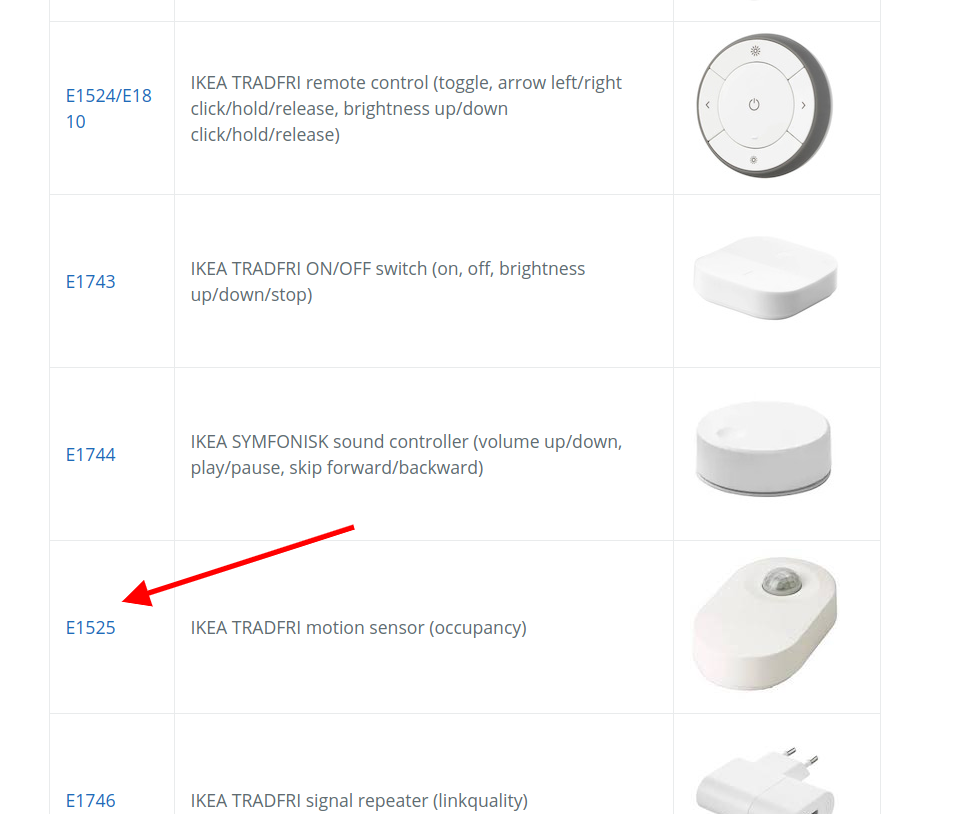 E1524/E18
10
IKEA TRADFRI remote control (toggle, arrow left/right
click/hold/release, brightness up/down
click/hold/release)
E1743
IKEA TRADFRI ON/OFF switch (on, off, brightness
up/down/stop)
E1744
IKEA SYMFONISK sound controller (volume up/down,
play/pause, skip forward/backward)
E1525
IKEA TRADFRI motion sensor (occupancy)
E1746
IKEA TRADFRI signal repeater (linkquality)